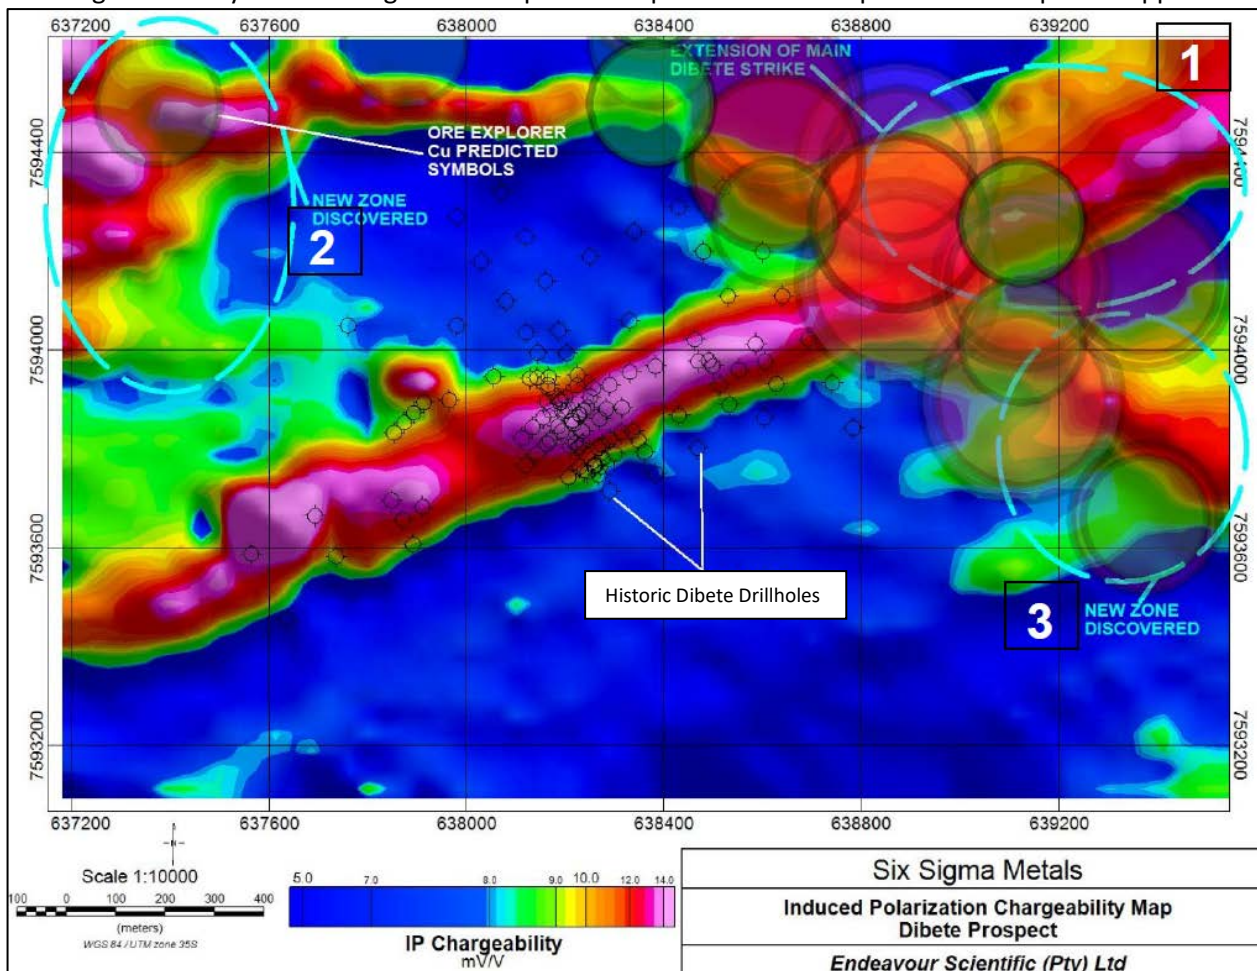 637200 637600 638000 638400 638800 639200
1
EXTENSION OF MAIN
DIBETE STRIKE
7594400
7594400
ORE EXPLORER
Cu PREDICTED
SYMBOLS
NEW ZONE
DISCOVERED
2
7594000
7594000
7593600
7593600
Historic Dibete Drillholes
3
NEW ZONE
DISCOVERED
7593200
7593200
637200 637600 638000 638400 638800 639200
N
Scale 1:10000
100 0 100 200 300 400
(meters)
WGS 84 / UTM zone 35S
5.0 7.0 8.0 9.0 10.0 12.0 14.0
IP Chargeability
mV/V
Six Sigma Metals
Induced Polarization Chargeability Map
Dibete Prospect
Endeavour Scientific (Pty) Ltd